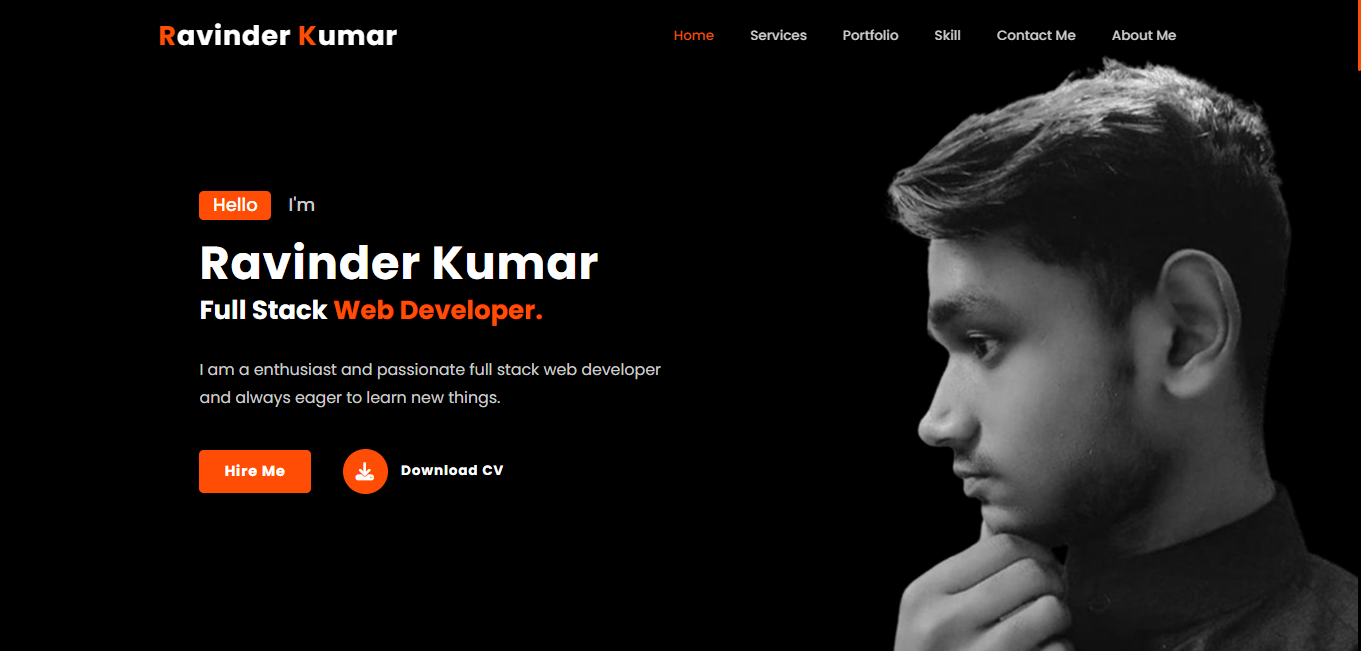 Ravinder Kumar
Home Services Portfolio Skill Contact Me About Me
Hello I'm
Ravinder Kumar
Full Stack Web Developer.
I am a enthusiast and passionate full stack web developer
and always eager to learn new things.
Hire Me Download CV